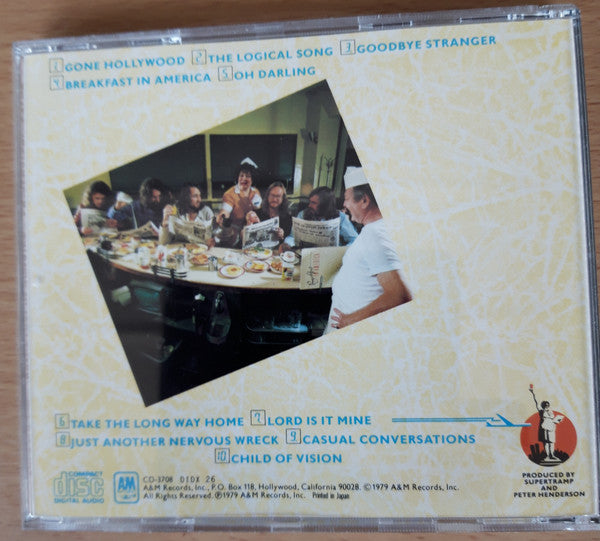 1 GONE HOLLYWOOD 2 THE LOGICAL SONG 3 GOODBYE STRANGER
4 BREAKFAST IN AMERICA 5 OH DARLING
6 TAKE THE LONG WAY HOME 7 LORD IS IT MINE
8 JUST ANOTHER NERVOUS WRECK 9 CASUAL CONVERSATIONS
10 CHILD OF VISION
COMPACT
disc
DIGITAL AUDIO
A&M
RECORDS
CD-3708 DIDX 26
A&M Records, Inc., P.O. Box 118, Hollywood, California 90028. ©1979 A&M Records, Inc.
All Rights Reserved. ℗1979 A&M Records, Inc. Printed in Japan
PRODUCED BY
SUPERTRAMP
AND
PETER HENDERSON